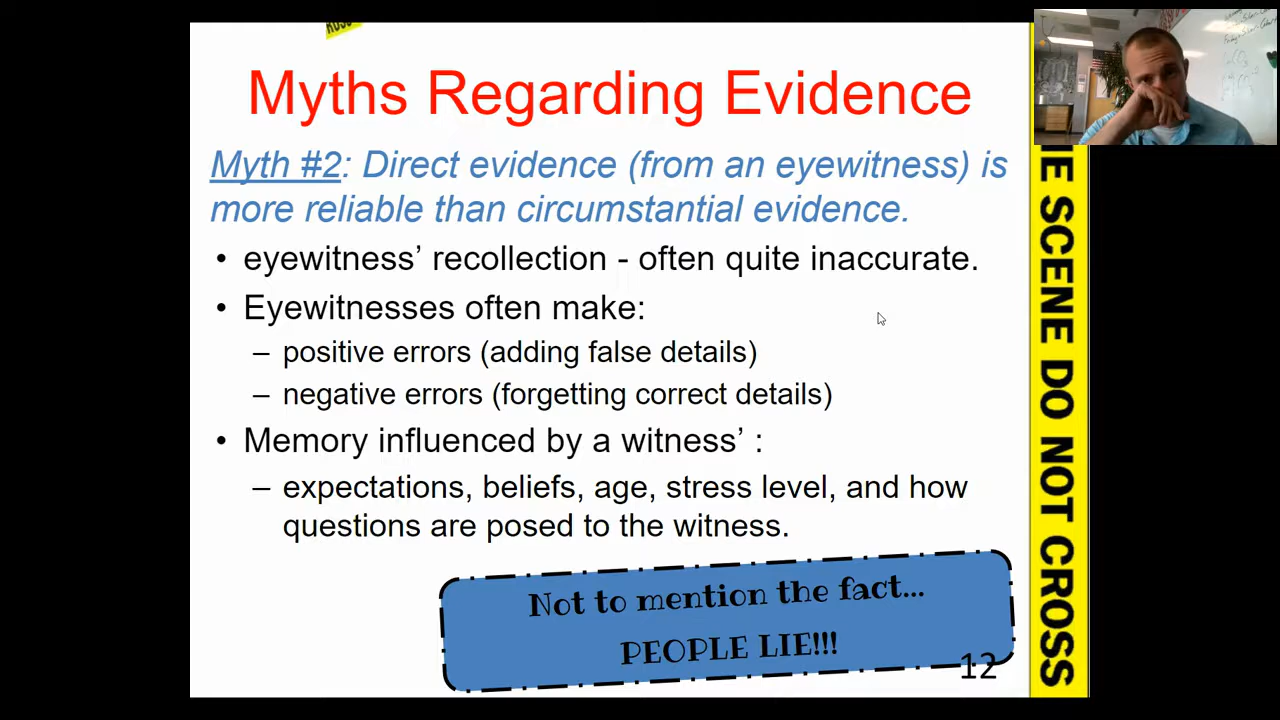 Myths Regarding Evidence
Myth #2: Direct evidence (from an eyewitness) is
more reliable than circumstantial evidence.
• eyewitness’ recollection - often quite inaccurate.
• Eyewitnesses often make:
– positive errors (adding false details)
– negative errors (forgetting correct details)
• Memory influenced by a witness’ :
– expectations, beliefs, age, stress level, and how
questions are posed to the witness.
Not to mention the fact...
PEOPLE LIE!!!
12
NE SCENE DO NOT CROSS